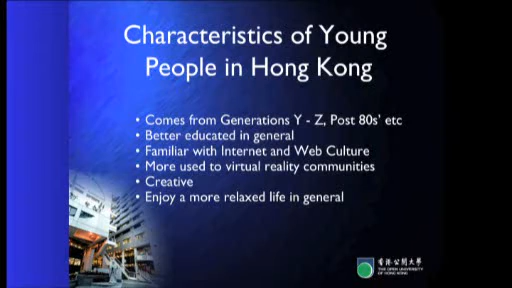 Characteristics of Young
People in Hong Kong
• Comes from Generations Y - Z, Post 80s' etc
• Better educated in general
• Familiar with Internet and Web Culture
• More used to virtual reality communities
• Creative
• Enjoy a more relaxed life in general
香港公開大學
THE OPEN UNIVERSITY
OF HONG KONG